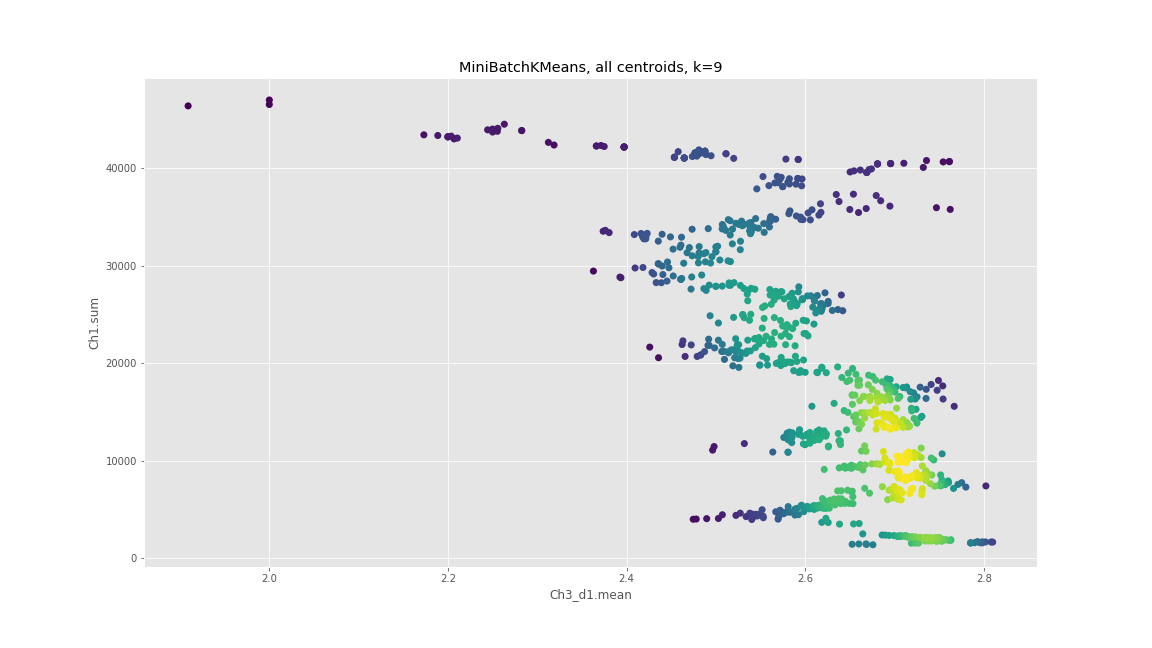 MiniBatchKMeans, all centroids, k=9
40000
30000
20000
10000
0
Ch1.sum
2.0 2.2 2.4 2.6 2.8
Ch3_d1.mean